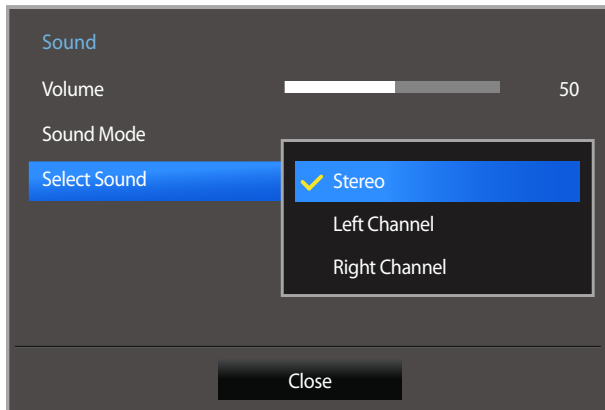 Sound
Volume 50
Sound Mode
Select Sound
Stereo
Left Channel
Right Channel
Close